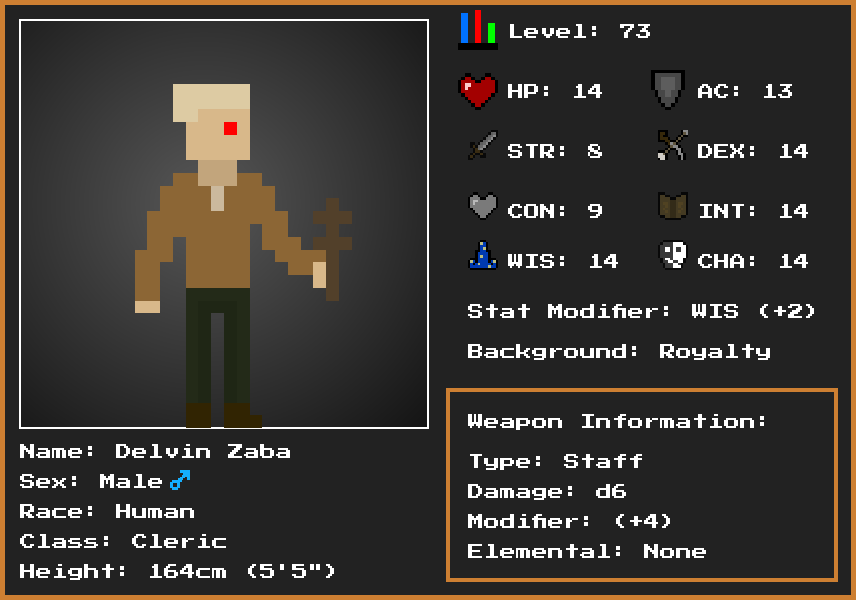 Level: 73
HP: 14 AC: 13
STR: 8 DEX: 14
CON: 9 INT: 14
WIS: 14 CHA: 14
Stat Modifier: WIS (+2)
Background: Royalty
Weapon Information:
Type: Staff
Damage: d6
Modifier: (+4)
Elemental: None
Name: Delvin Zaba
Sex: Male ♂
Race: Human
Class: Cleric
Height: 164cm (5'5")